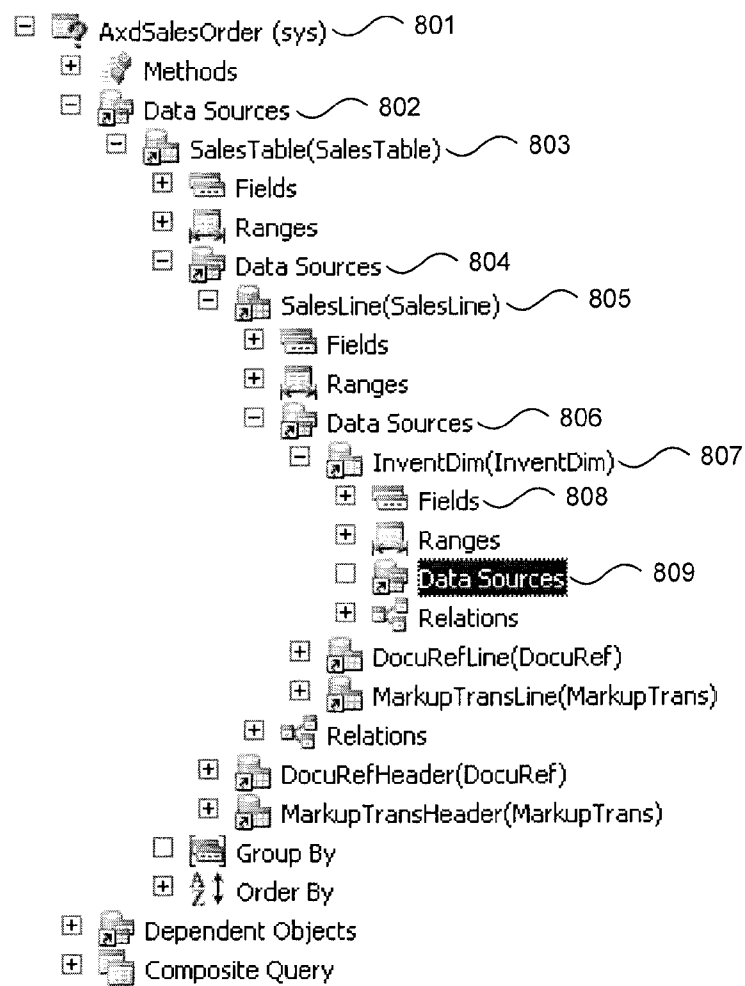 AxdSalesOrder (sys) 801
Methods
Data Sources 802
SalesTable(SalesTable) 803
Fields
Ranges
Data Sources 804
SalesLine(SalesLine) 805
Fields
Ranges
Data Sources 806
InventDim(InventDim) 807
Fields 808
Ranges
Data Sources 809
Relations
DocuRefLine(DocuRef)
MarkupTransLine(MarkupTrans)
Relations
DocuRefHeader(DocuRef)
MarkupTransHeader(MarkupTrans)
Group By
Order By
Dependent Objects
Composite Query